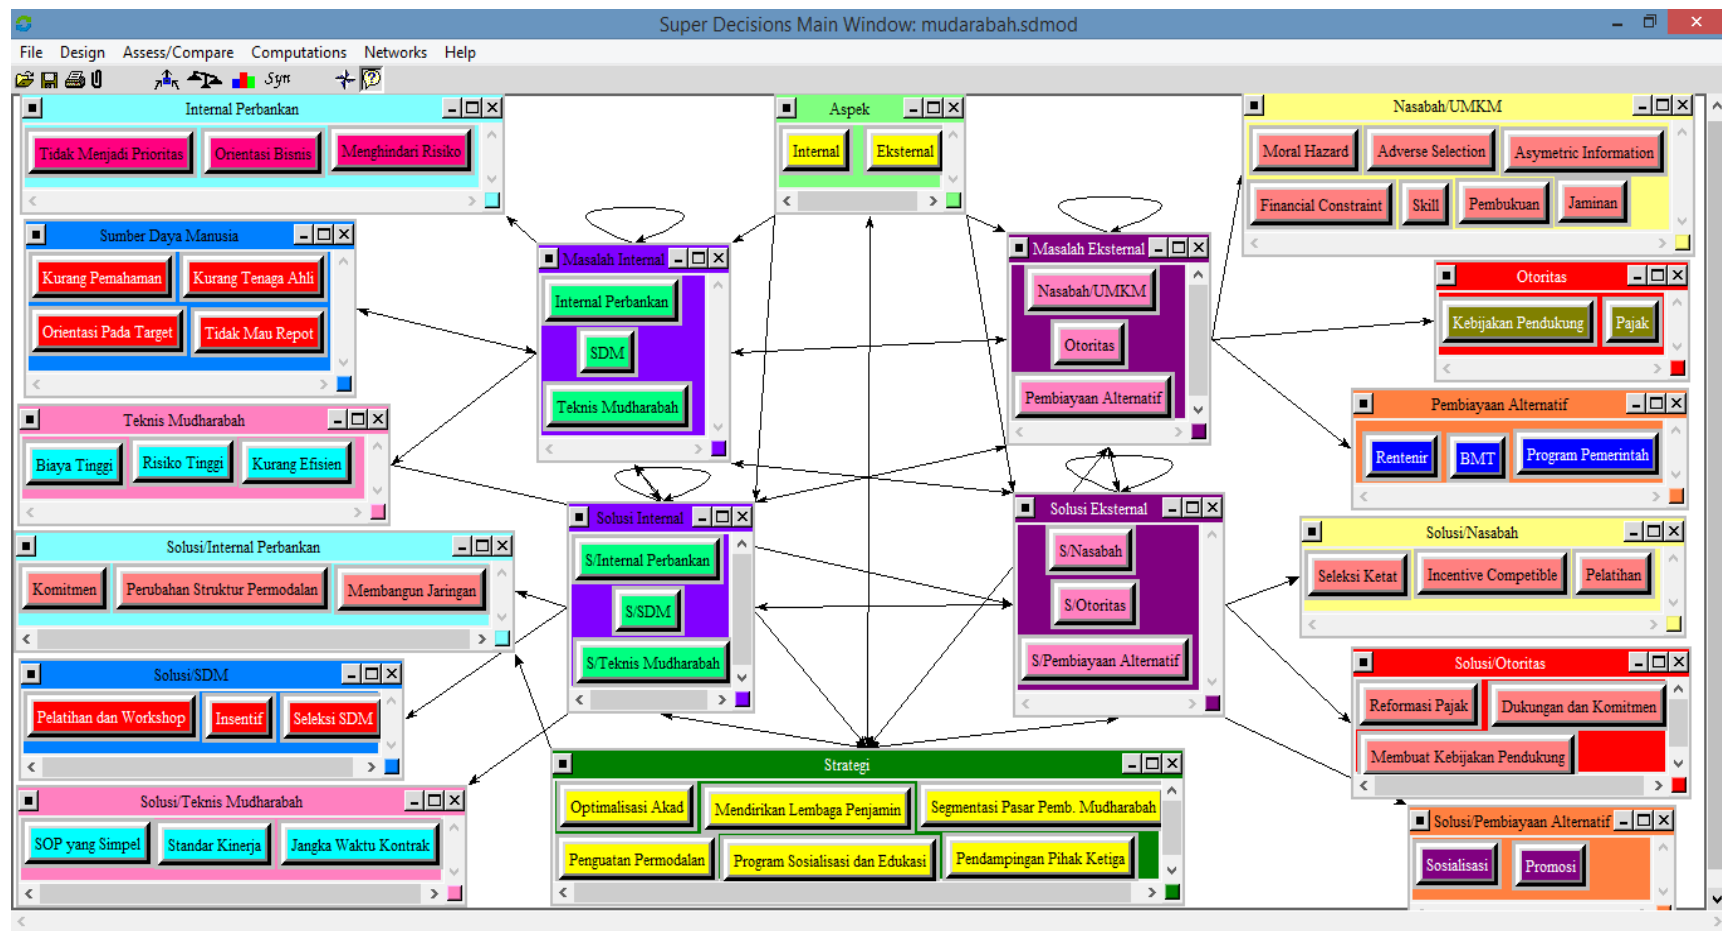 Super Decisions Main Window: mudarabah.sdmod
File Design Assess/Compare Computations Networks Help
Syn
Internal Perbankan
Tidak Menjadi Prioritas
Orientasi Bisnis
Menghindari Risiko
Aspek
Internal
Eksternal
Nasabah/UMKM
Moral Hazard
Adverse Selection
Asymetric Information
Financial Constraint
Skill
Pembukuan
Jaminan
Sumber Daya Manusia
Kurang Pemahaman
Kurang Tenaga Ahli
Orientasi Pada Target
Tidak Mau Repot
Masalah Internal
Internal Perbankan
SDM
Teknis Mudharabah
Masalah Eksternal
Nasabah/UMKM
Otoritas
Pembiayaan Alternatif
Otoritas
Kebijakan Pendukung
Pajak
Teknis Mudharabah
Biaya Tinggi
Risiko Tinggi
Kurang Efisien
Pembiayaan Alternatif
Rentenir
BMT
Program Pemerintah
Solusi/Internal Perbankan
Komitmen
Perubahan Struktur Permodalan
Membangun Jaringan
Solusi Internal
S/Internal Perbankan
S/SDM
S/Teknis Mudharabah
Solusi Eksternal
S/Nasabah
S/Otoritas
S/Pembiayaan Alternatif
Solusi/Nasabah
Seleksi Ketat
Incentive Competible
Pelatihan
Solusi/SDM
Pelatihan dan Workshop
Insentif
Seleksi SDM
Solusi/Otoritas
Reformasi Pajak
Dukungan dan Komitmen
Membuat Kebijakan Pendukung
Solusi/Teknis Mudharabah
SOP yang Simpel
Standar Kinerja
Jangka Waktu Kontrak
Strategi
Optimalisasi Akad
Mendirikan Lembaga Penjamin
Segmentasi Pasar Pemb. Mudharabah
Penguatan Permodalan
Program Sosialisasi dan Edukasi
Pendampingan Pihak Ketiga
Solusi/Pembiayaan Alternatif
Sosialisasi
Promosi